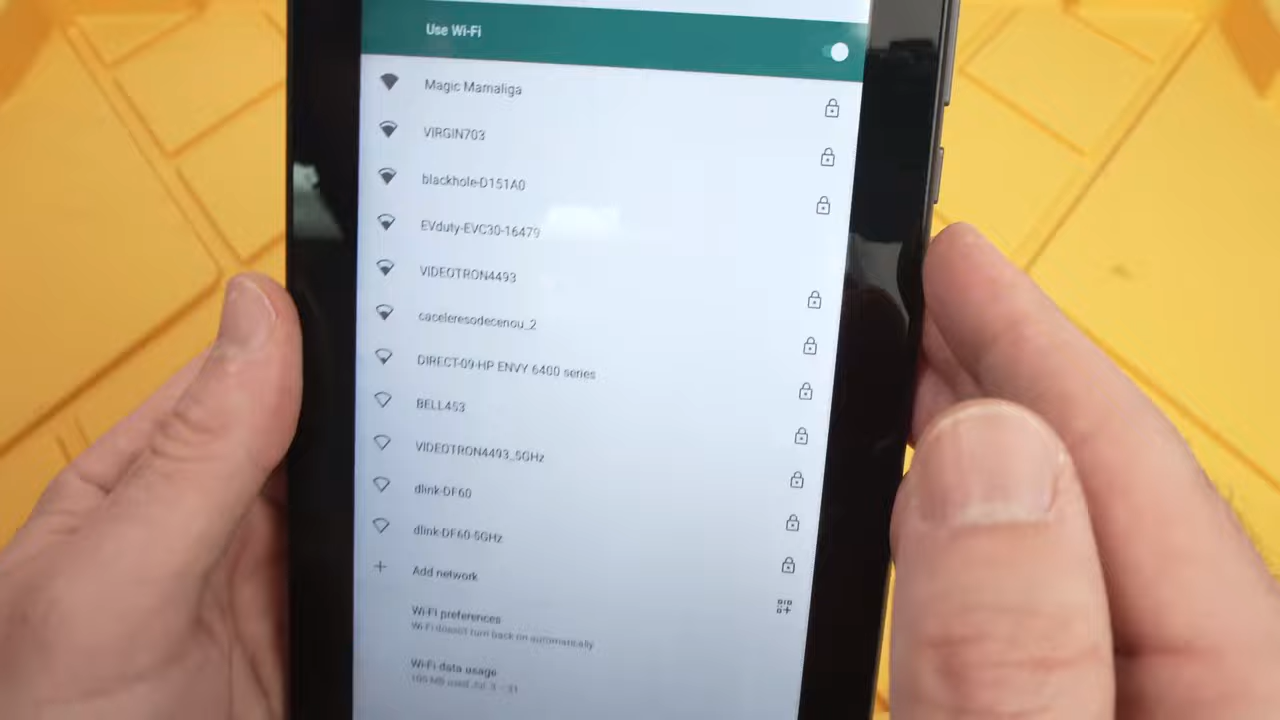 Use Wi-Fi
Magic Mamaliga
VIRGIN703
blackhole-D151A0
EVduty-EVC30-16479
VIDEOTRON4493
caceleresodecenou_2
DIRECT-09-HP ENVY 6400 series
BELL453
VIDEOTRON4493_5GHz
dlink-DF60
dlink-DF60-5GHz
Add network
Wi-Fi preferences
Wi-Fi doesn't turn back on automatically
Wi-Fi data usage